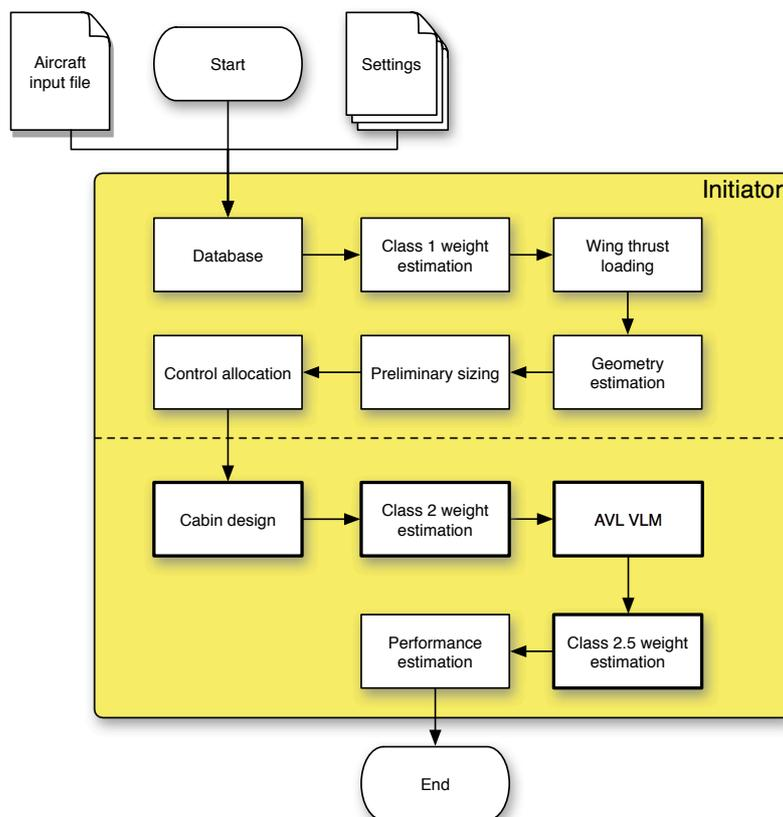 Aircraft
input file
Start
Settings
Initiator
Database
Class 1 weight
estimation
Wing thrust
loading
Control allocation
Preliminary sizing
Geometry
estimation
Cabin design
Class 2 weight
estimation
AVL VLM
Performance
estimation
Class 2.5 weight
estimation
End